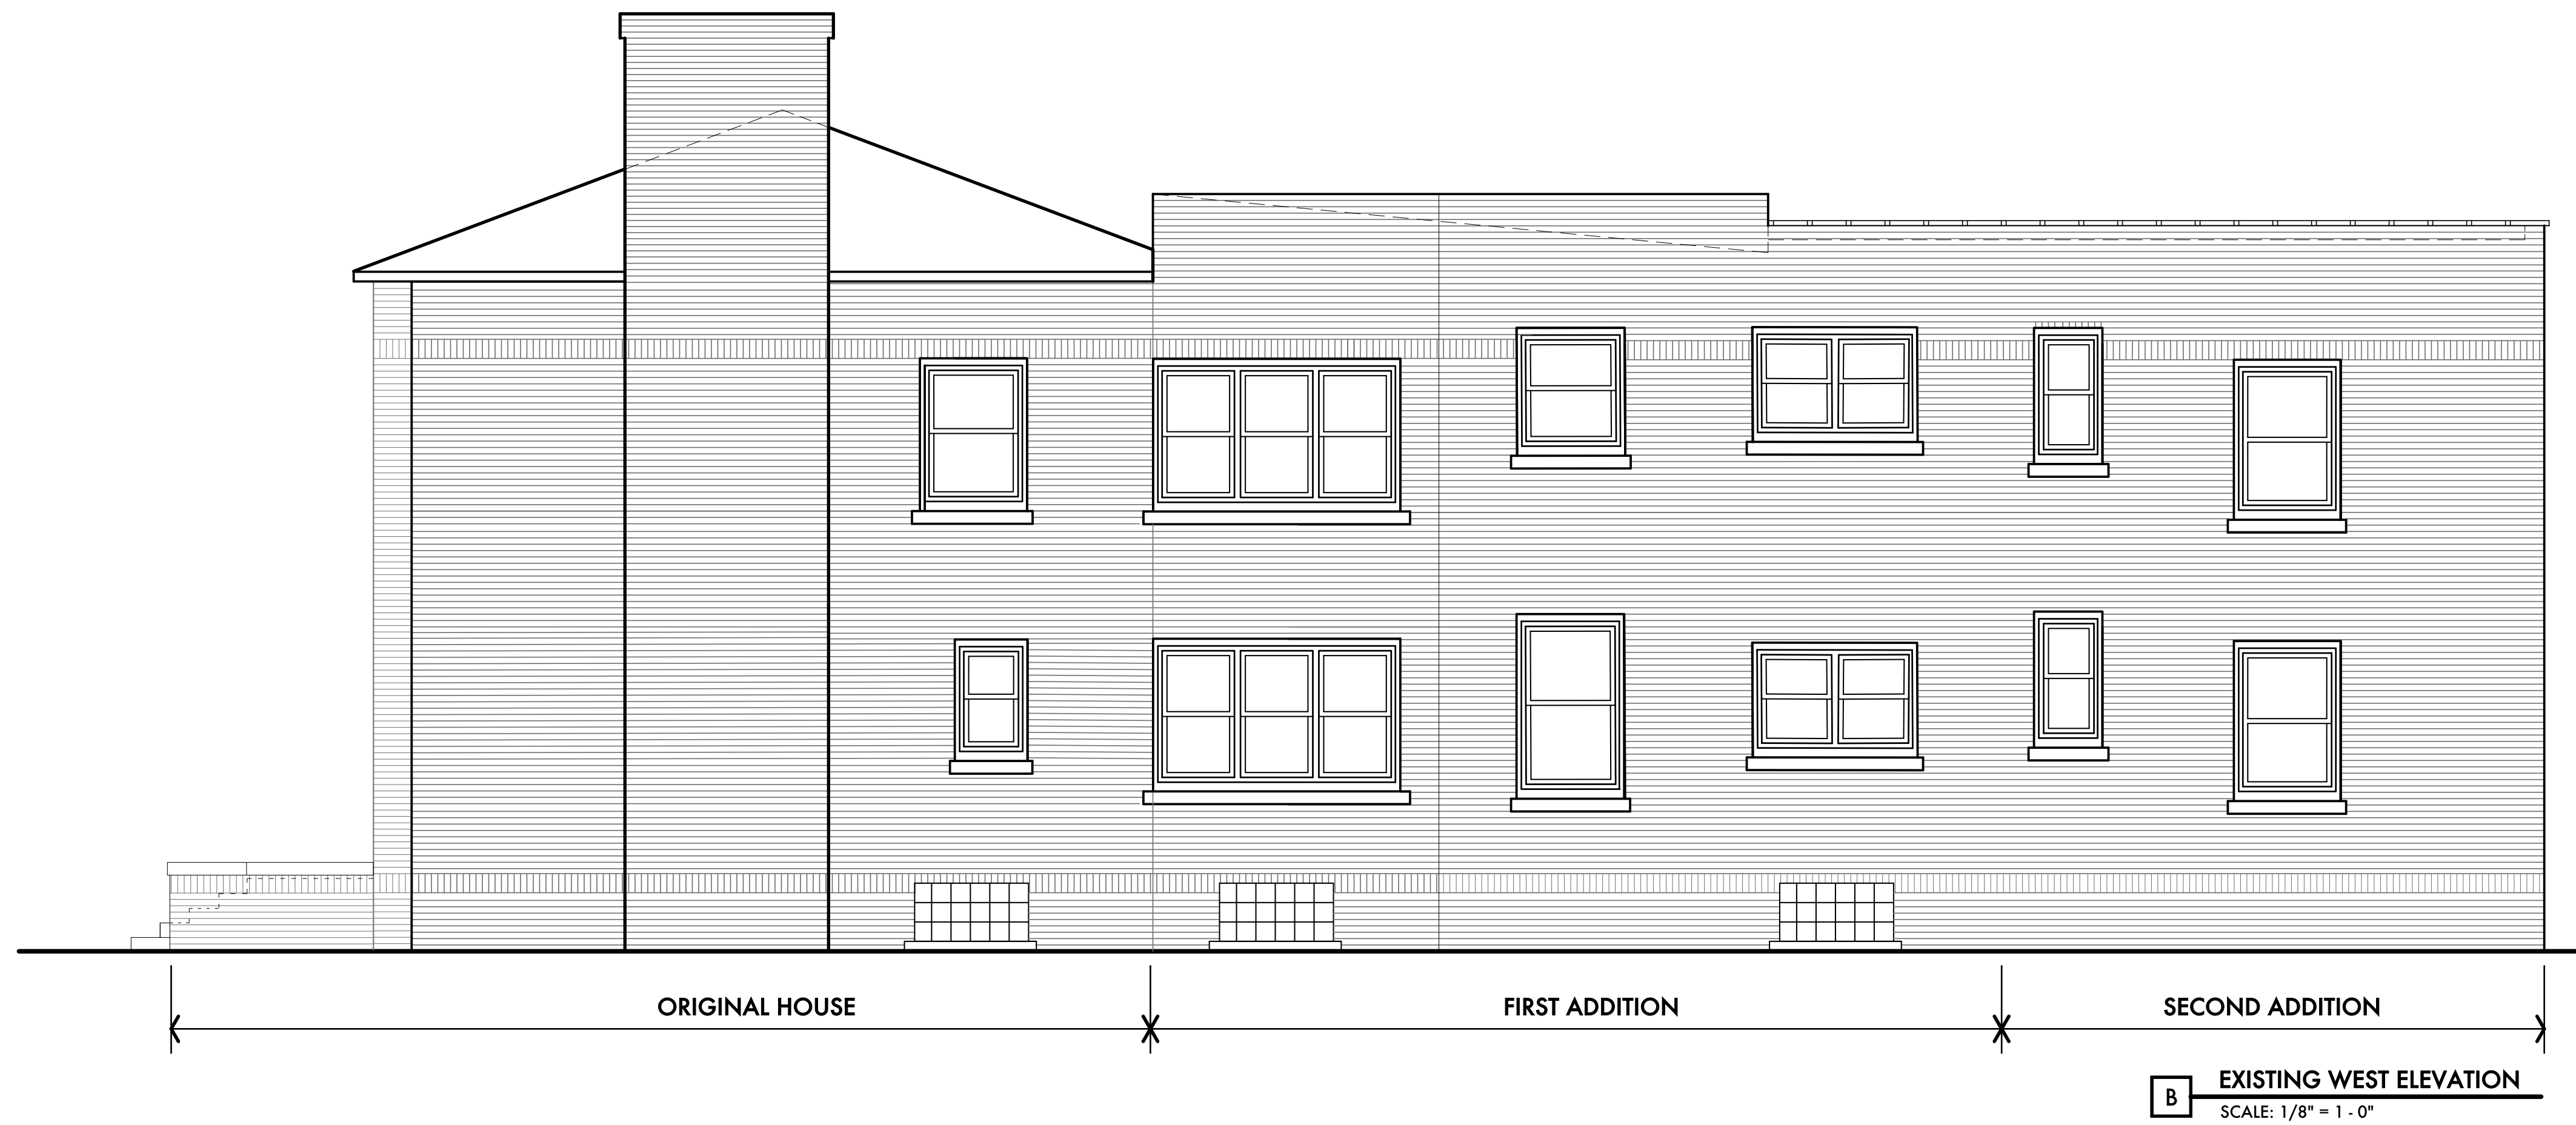 ORIGINAL HOUSE
FIRST ADDITION
SECOND ADDITION
B
EXISTING WEST ELEVATION
SCALE: 1/8" = 1 - 0"